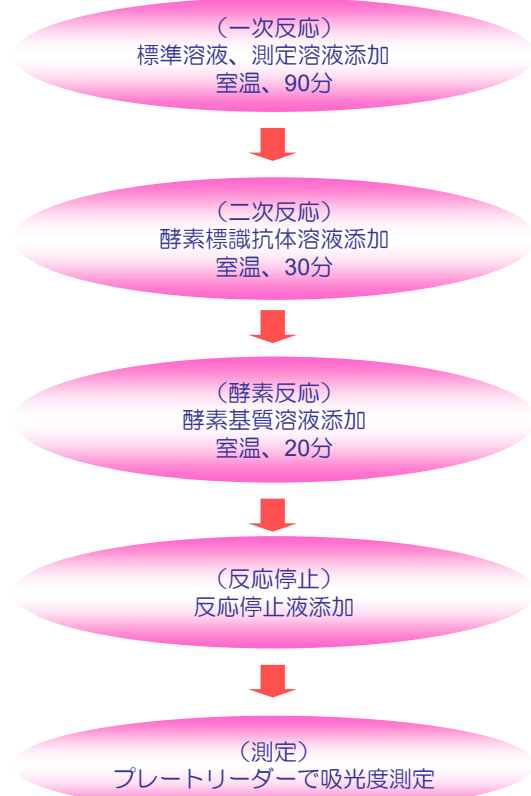 （一次反応）
標準溶液、測定溶液添加
室温、90分
（二次反応）
酵素標識抗体溶液添加
室温、30分
（酵素反応）
酵素基質溶液添加
室温、20分
（反応停止）
反応停止液添加
（測定）
プレートリーダーで吸光度測定